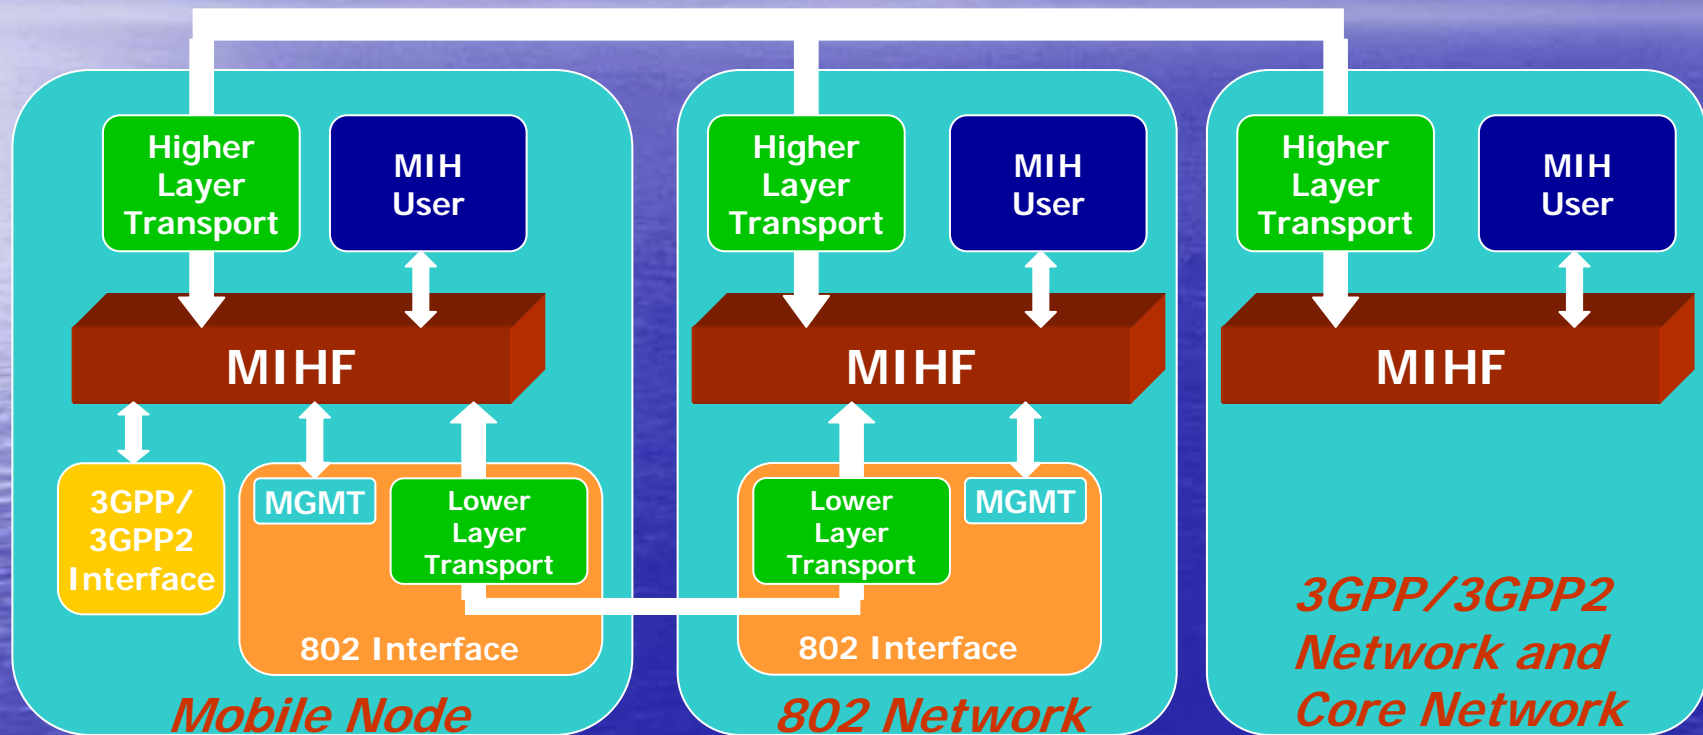 Higher
Layer
Transport
MIH
User
MIHF
3GPP/
3GPP2
Interface
MGMT
Lower
Layer
Transport
802 Interface
Mobile Node
Higher
Layer
Transport
MIH
User
MIHF
Lower
Layer
Transport
MGMT
802 Interface
802 Network
Higher
Layer
Transport
MIH
User
MIHF
3GPP/3GPP2
Network and
Core Network